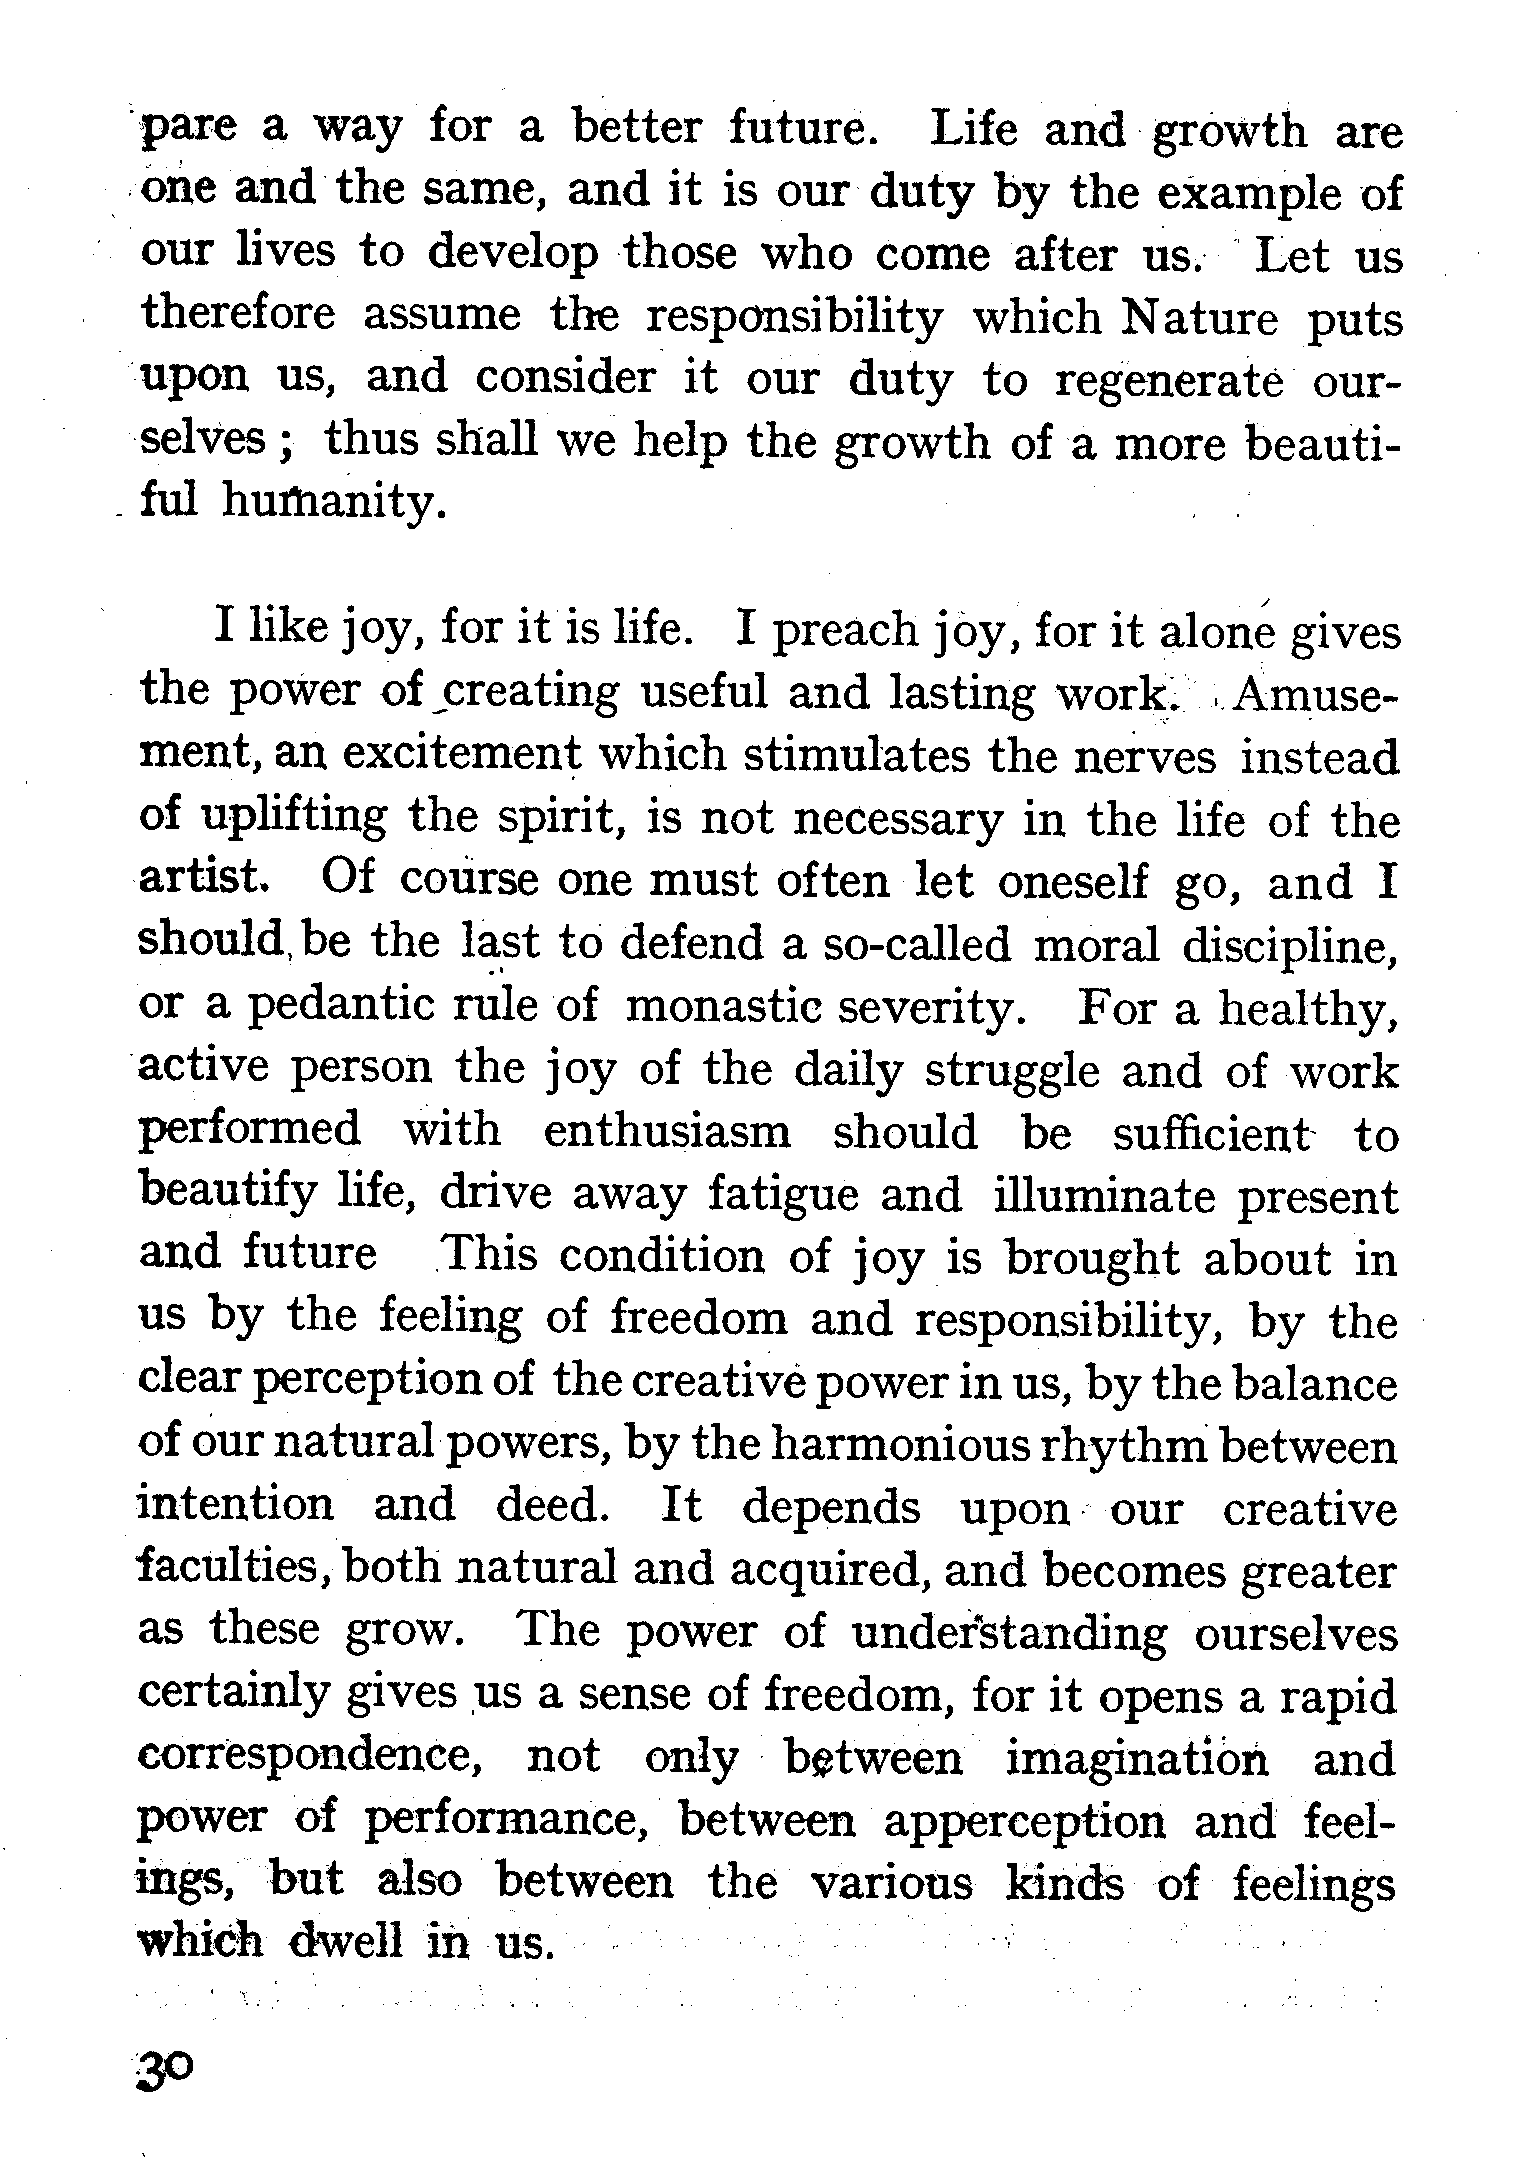 pare a way for a better future. Life and growth are
one and the same, and it is our duty by the example of
our lives to develop those who come after us. Let us
therefore assume the responsibility which Nature puts
upon us, and consider it our duty to regenerate our-
selves ; thus shall we help the growth of a more beauti-
ful humanity.
I like joy, for it is life. I preach joy, for it alone gives
the power of creating useful and lasting work. Amuse-
ment, an excitement which stimulates the nerves instead
of uplifting the spirit, is not necessary in the life of the
artist. Of course one must often let oneself go, and I
should be the last to defend a so-called moral discipline,
or a pedantic rule of monastic severity. For a healthy,
active person the joy of the daily struggle and of work
performed with enthusiasm should be sufficient to
beautify life, drive away fatigue and illuminate present
and future This condition of joy is brought about in
us by the feeling of freedom and responsibility, by the
clear perception of the creative power in us, by the balance
of our natural powers, by the harmonious rhythm between
intention and deed. It depends upon our creative
faculties, both natural and acquired, and becomes greater
as these grow. The power of understanding ourselves
certainly gives us a sense of freedom, for it opens a rapid
correspondence, not only between imagination and
power of performance, between apperception and feel-
ings, but also between the various kinds of feelings
which dwell in us.
30